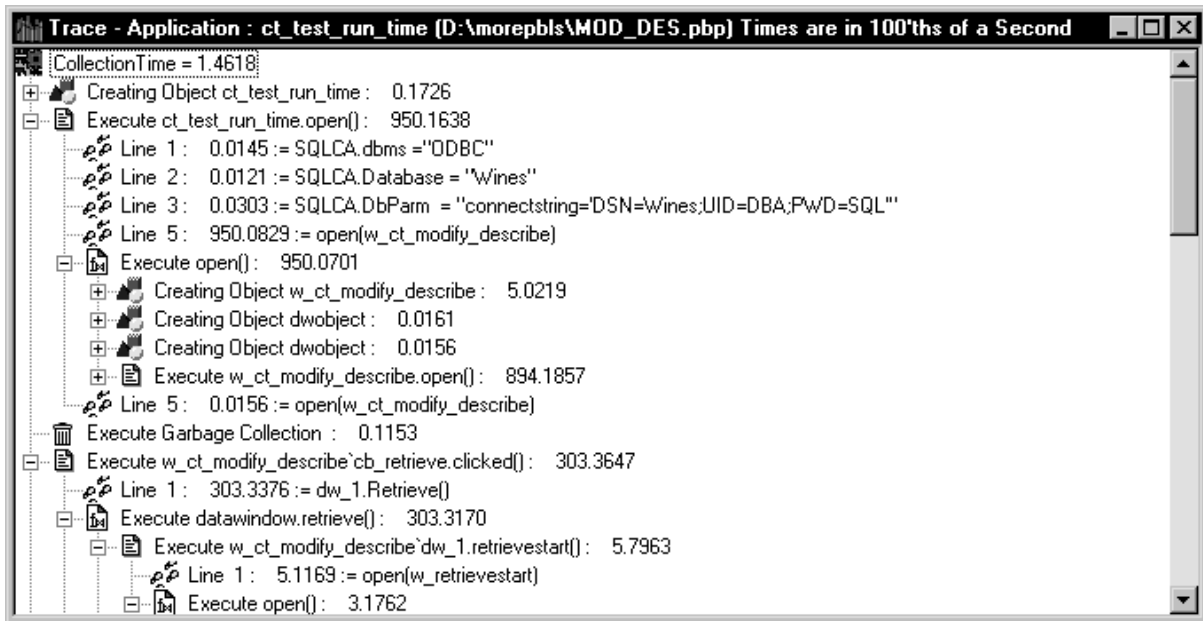 Trace - Application : ct_test_run_time (D:\morepbls\MOD_DES.pbp) Times are in 100'ths of a Second
CollectionTime = 1.4618
Creating Object ct_test_run_time : 0.1726
Execute ct_test_run_time.open() : 950.1638
Line 1 : 0.0145 := SQLCA.dbms ="ODBC"
Line 2 : 0.0121 := SQLCA.Database = "Wines"
Line 3 : 0.0303 := SQLCA.DbParm = "connectstring='DSN=Wines;UID=DBA;PWD=SQL'"
Line 5 : 950.0829 := open(w_ct_modify_describe)
Execute open() : 950.0701
Creating Object w_ct_modify_describe : 5.0219
Creating Object dwobject : 0.0161
Creating Object dwobject : 0.0156
Execute w_ct_modify_describe.open() : 894.1857
Line 5 : 0.0156 := open(w_ct_modify_describe)
Execute Garbage Collection : 0.1153
Execute w_ct_modify_describe`cb_retrieve.clicked() : 303.3647
Line 1 : 303.3376 := dw_1.Retrieve()
Execute datawindow.retrieve() : 303.3170
Execute w_ct_modify_describe`dw_1.retrievestart() : 5.7963
Line 1 : 5.1169 := open(w_retrievestart)
Execute open() : 3.1762